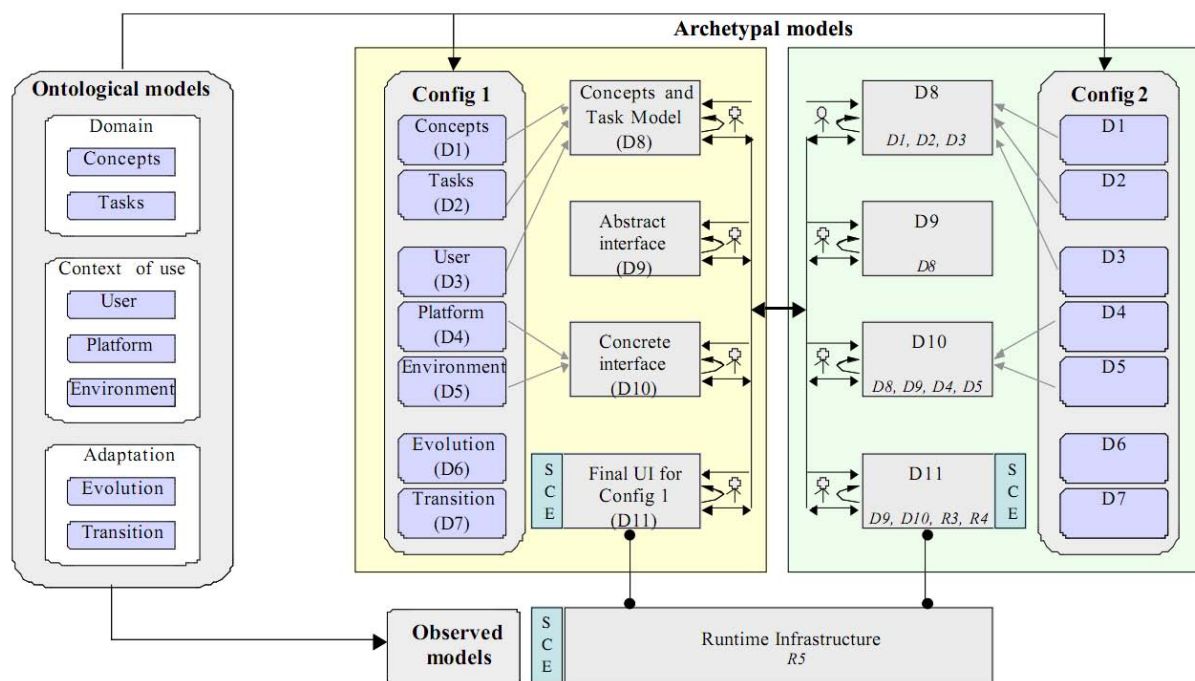 Archetypal models
Ontological models
Domain
Concepts
Tasks
Context of use
User
Platform
Environment
Adaptation
Evolution
Transition
Config 1
Concepts
(D1)
Tasks
(D2)
User
(D3)
Platform
(D4)
Environment
(D5)
Evolution
(D6)
Transition
(D7)
Concepts and
Task Model
(D8)
Abstract
interface
(D9)
Concrete
interface
(D10)
S
C
E
Final UI for
Config 1
(D11)
D8
D1, D2, D3
D9
D8
D10
D8, D9, D4, D5
D11
D9, D10, R3, R4
S
C
E
Config 2
D1
D2
D3
D4
D5
D6
D7
Observed
models
S
C
E
Runtime Infrastructure
R5